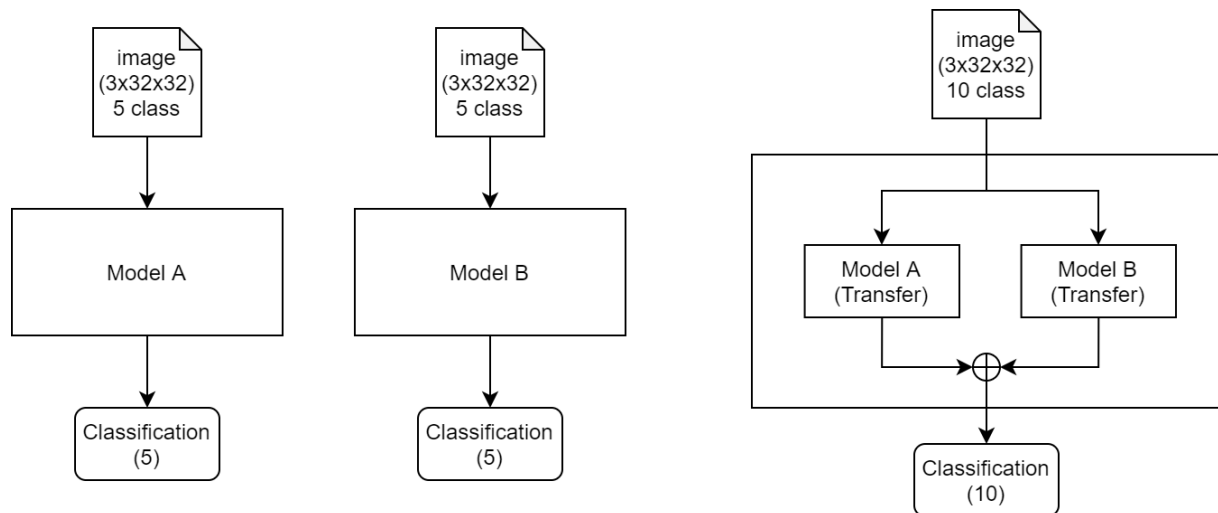 image
(3x32x32)
5 class
Model A
Classification
(5)
image
(3x32x32)
5 class
Model B
Classification
(5)
image
(3x32x32)
10 class
Model A
(Transfer)
Model B
(Transfer)
Classification
(10)